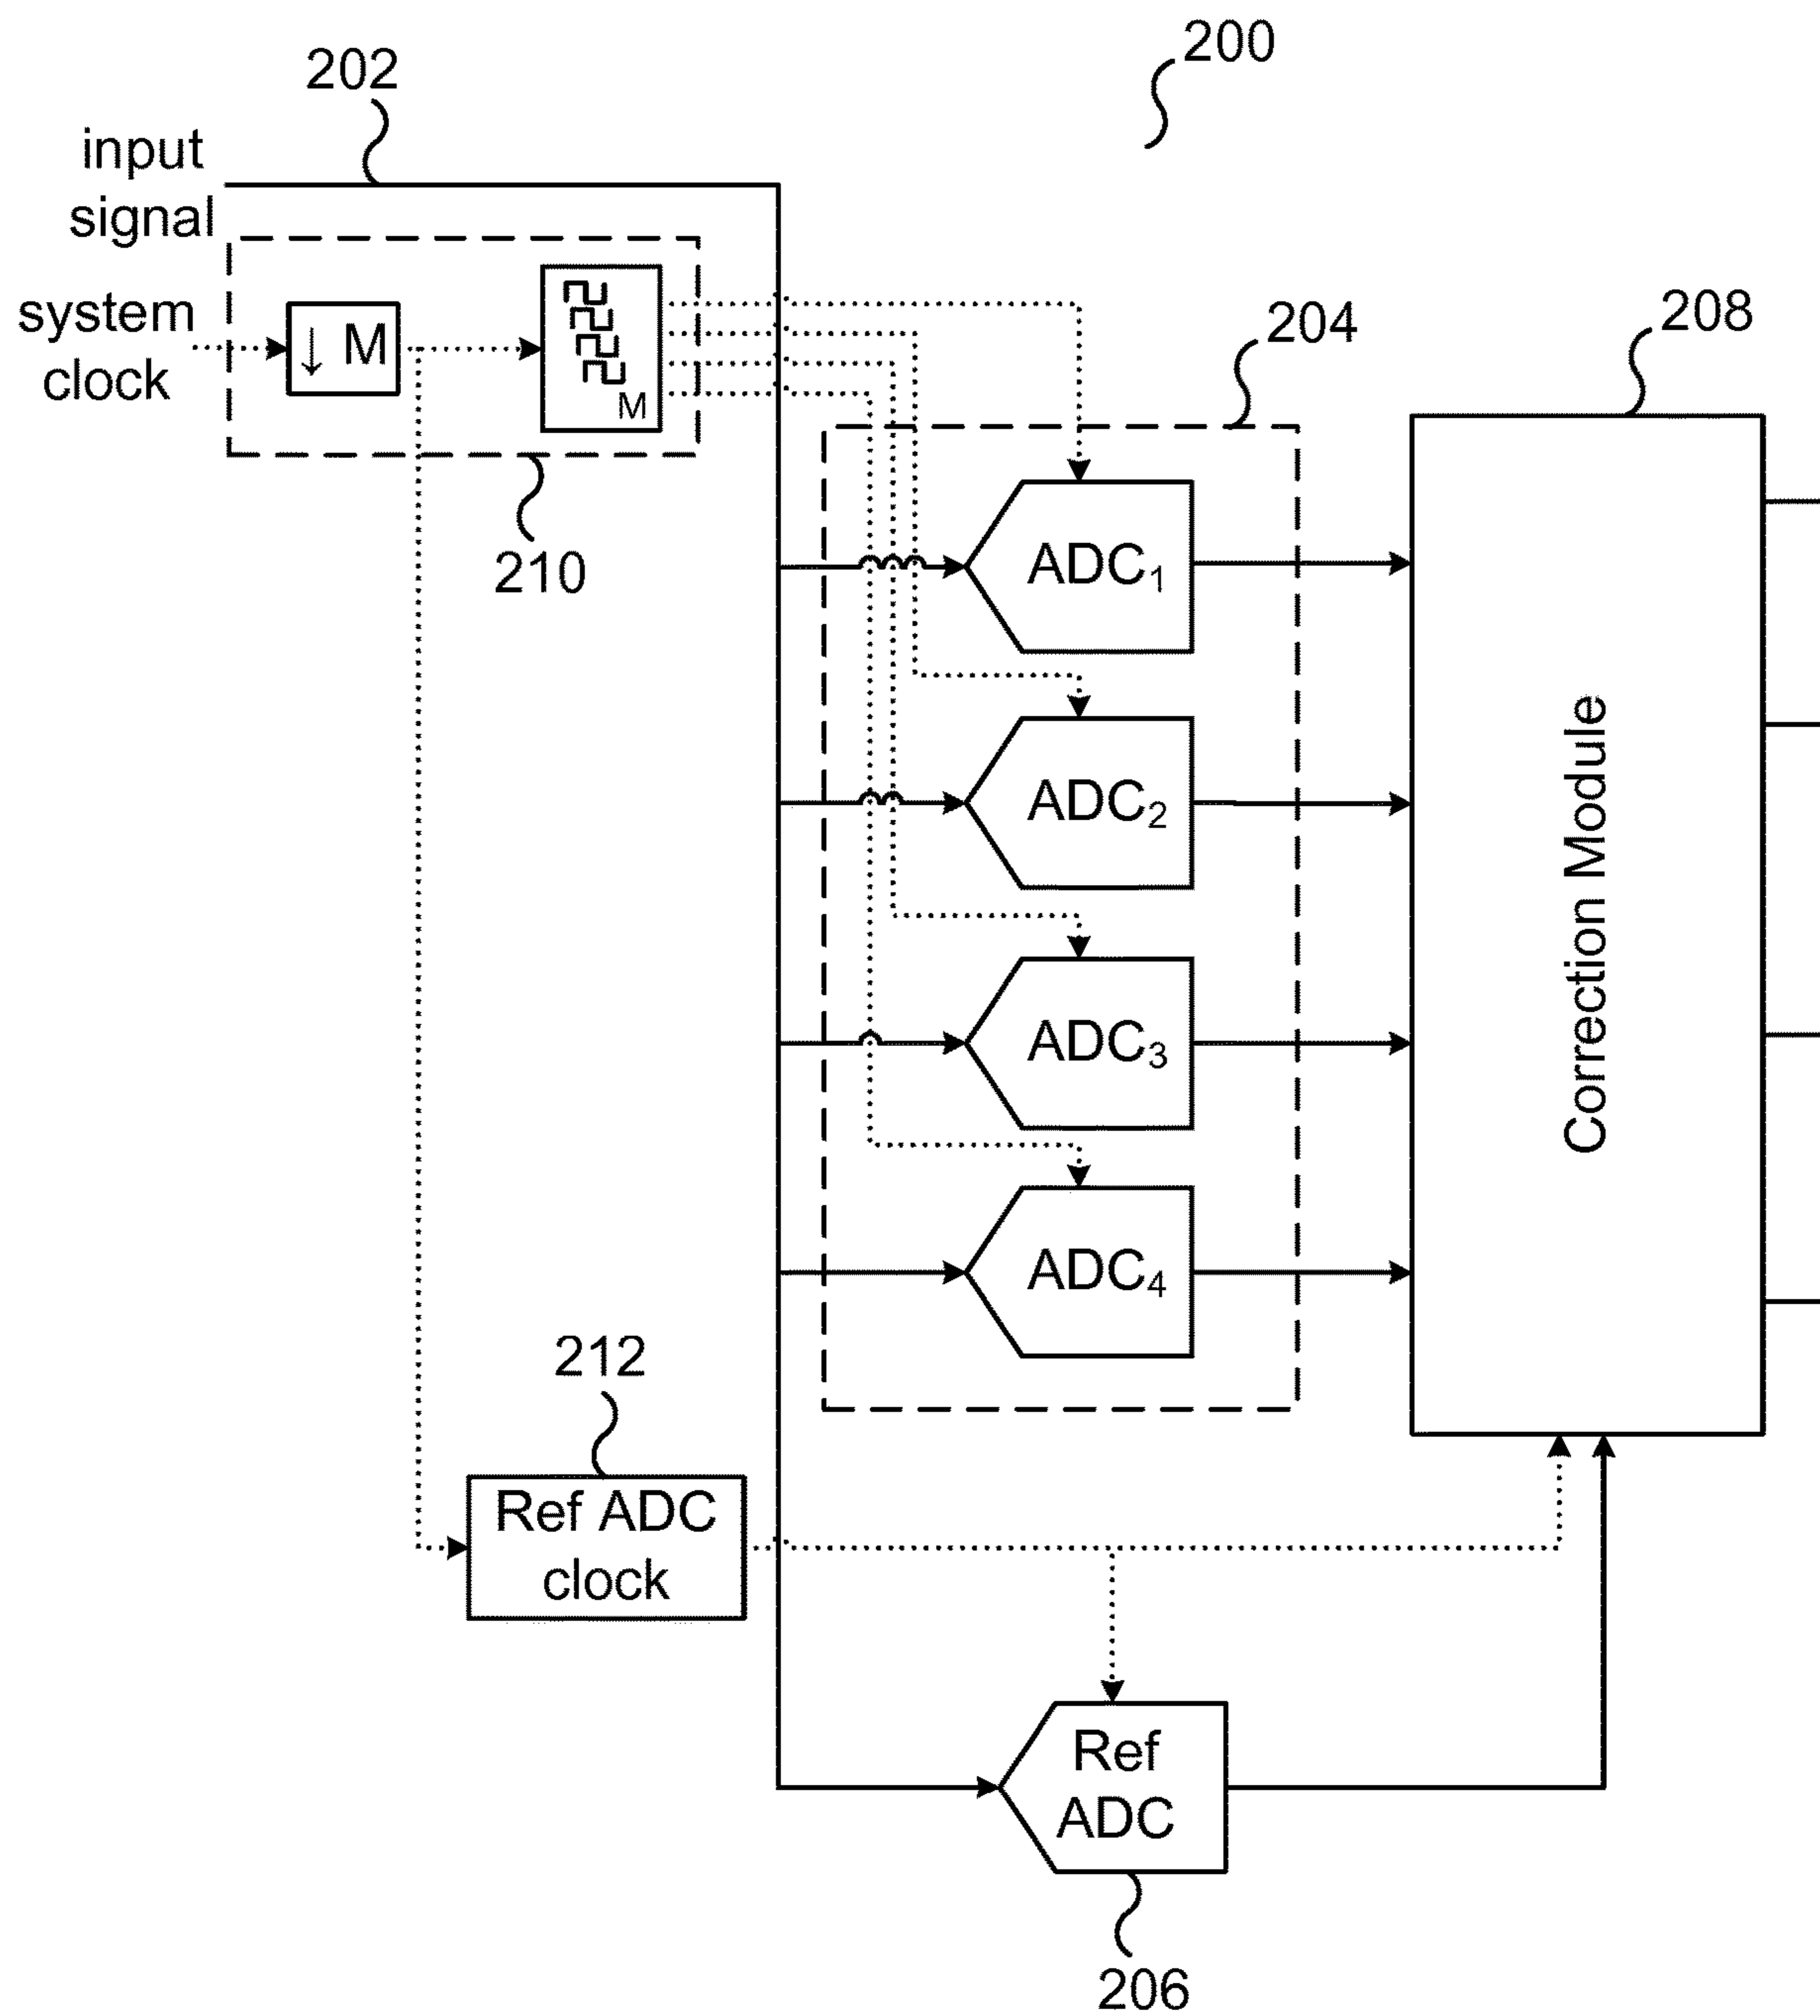 200
202
input
signal
system
clock
↓ M
M
204
208
210
ADC₁
ADC₂
ADC₃
ADC₄
Correction Module
212
Ref ADC
clock
Ref
ADC
206